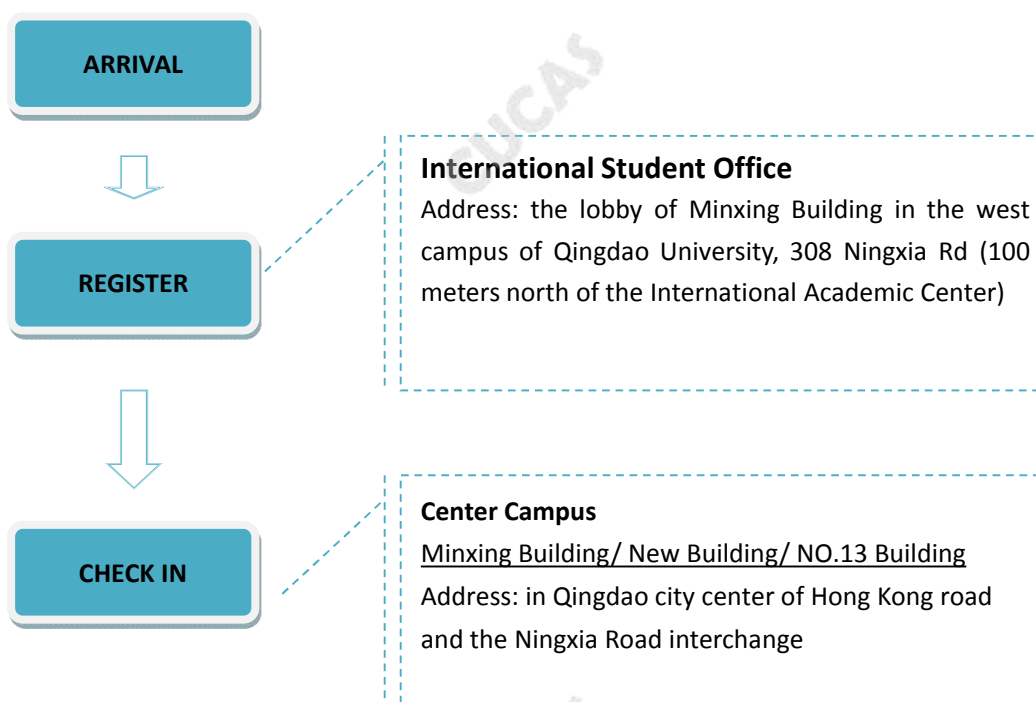 ARRIVAL
CUCAS
International Student Office
Address: the lobby of Minxing Building in the west
campus of Qingdao University, 308 Ningxia Rd (100
meters north of the International Academic Center)
REGISTER
Center Campus
Minxing Building/ New Building/ NO.13 Building
Address: in Qingdao city center of Hong Kong road
and the Ningxia Road interchange
CHECK IN